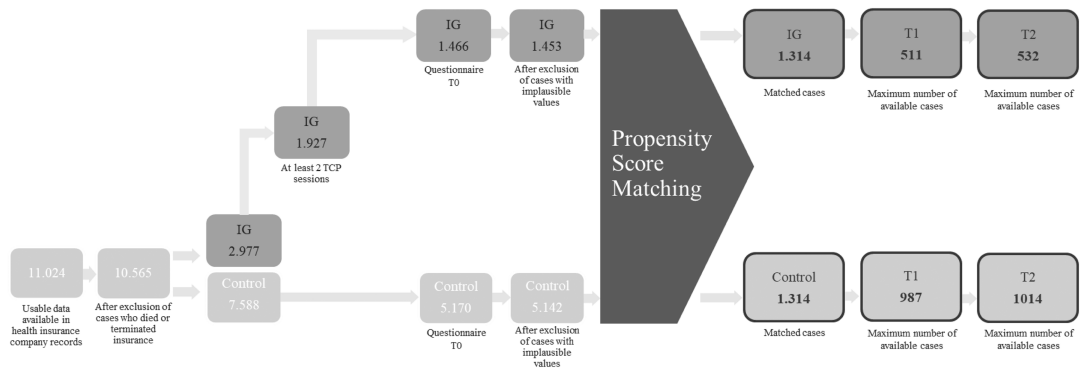 IG
1.466
Questionnaire
T0
IG
1.453
After exclusion
of cases with
implausible
values
IG
1.314
Matched cases
T1
511
Maximum number of
available cases
T2
532
Maximum number of
available cases
IG
1.927
At least 2 TCP
sessions
Propensity
Score
Matching
IG
2.977
11.024
Usable data
available in
health insurance
company records
10.565
After exclusion of
cases who died or
terminated
insurance
Control
7.588
Control
5.170
Questionnaire
T0
Control
5.142
After exclusion
of cases with
implausible
values
Control
1.314
Matched cases
T1
987
Maximum number of
available cases
T2
1014
Maximum number of
available cases